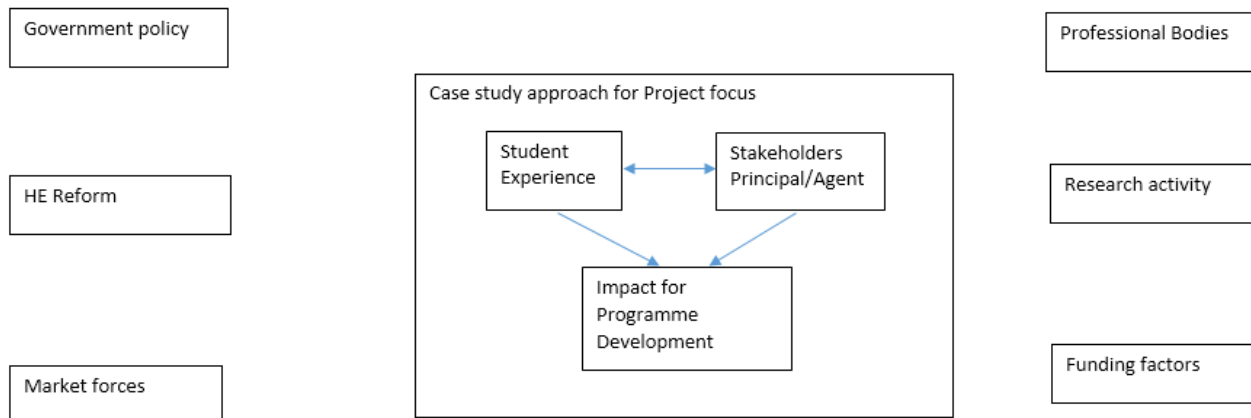 Government policy
Professional Bodies
Case study approach for Project focus
Student
Experience
Stakeholders
Principal/Agent
HE Reform
Research activity
Impact for
Programme
Development
Market forces
Funding factors